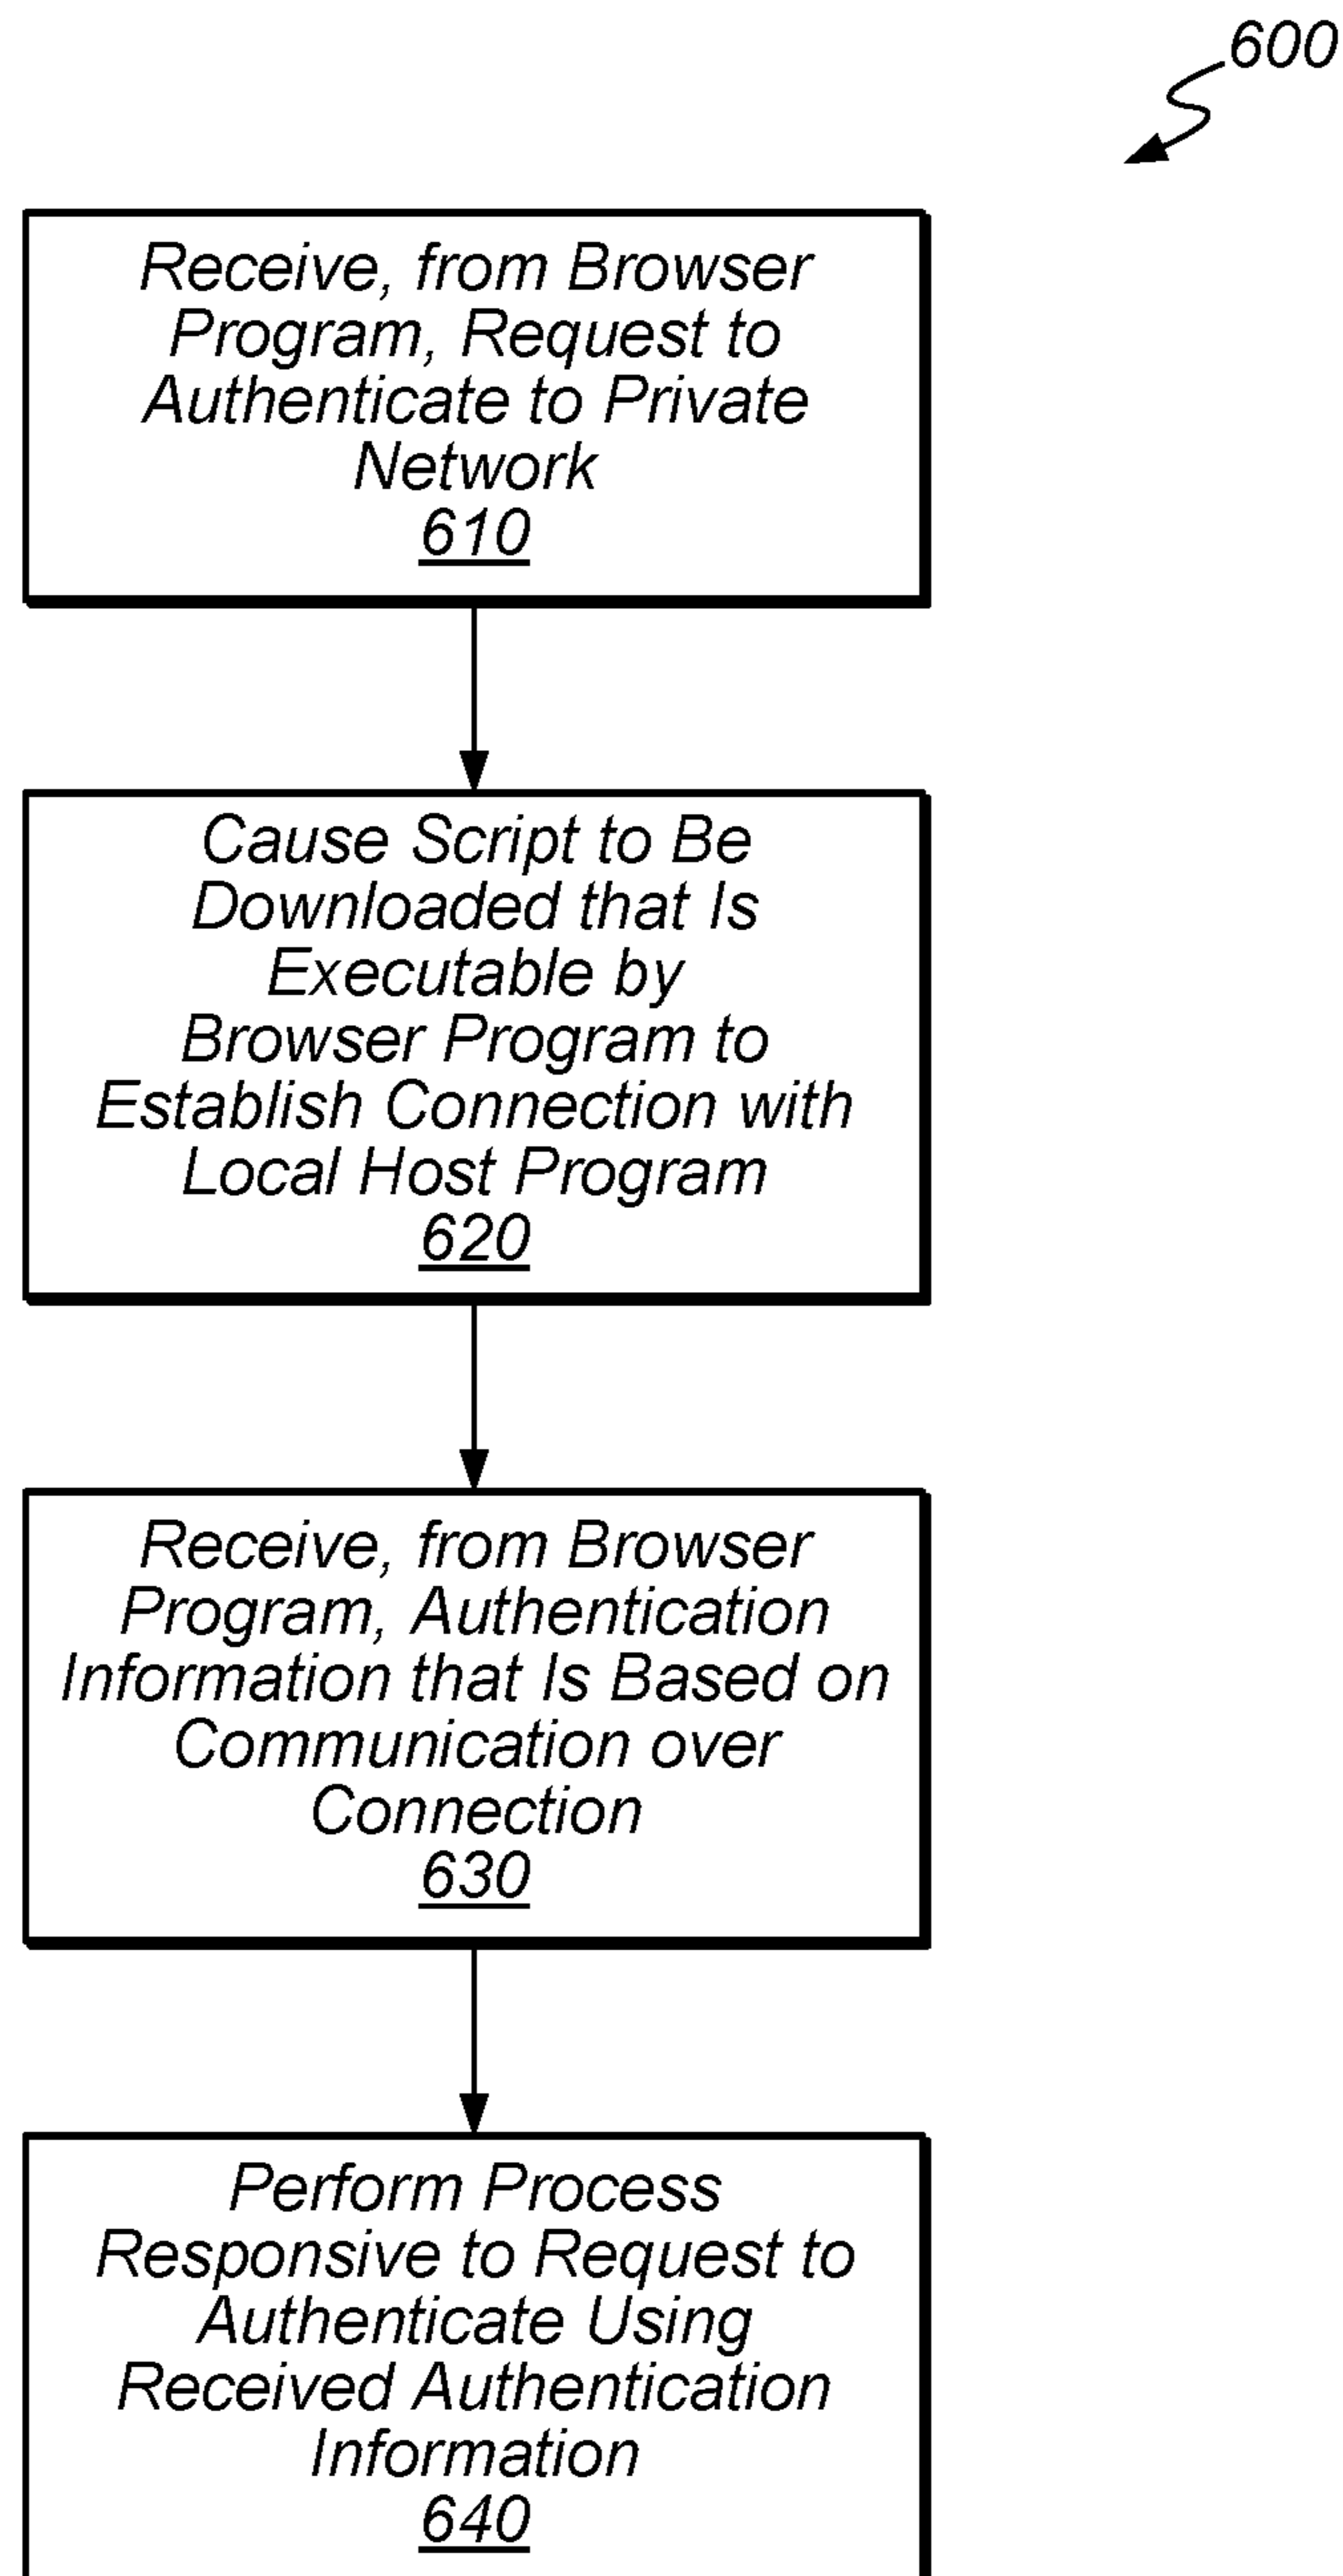 600
Receive, from Browser
Program, Request to
Authenticate to Private
Network
610
Cause Script to Be
Downloaded that Is
Executable by
Browser Program to
Establish Connection with
Local Host Program
620
Receive, from Browser
Program, Authentication
Information that Is Based on
Communication over
Connection
630
Perform Process
Responsive to Request to
Authenticate Using
Received Authentication
Information
640